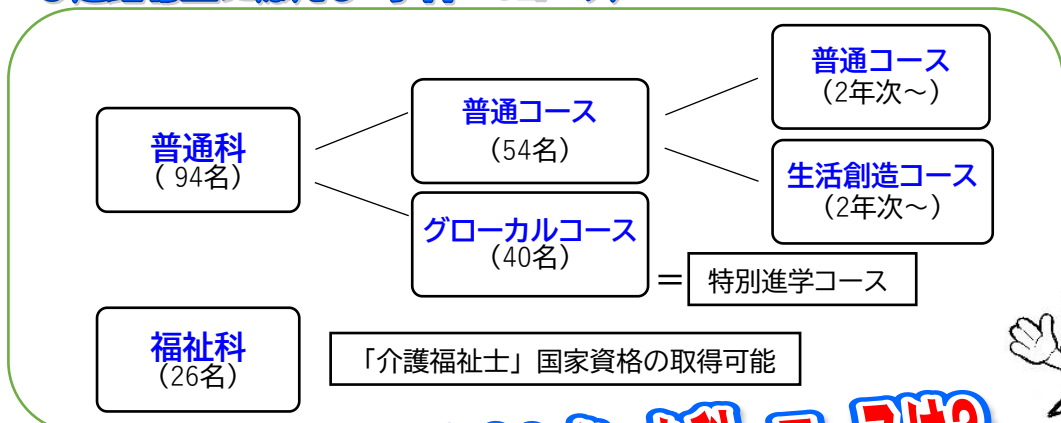 普通科
（ 94名）
普通コース
（54名）
グローカルコース
（40名）
＝ 特別進学コース
普通コース
（2年次～）
生活創造コース
（2年次～）
福祉科
（26名）
「介護福祉士」国家資格の取得可能